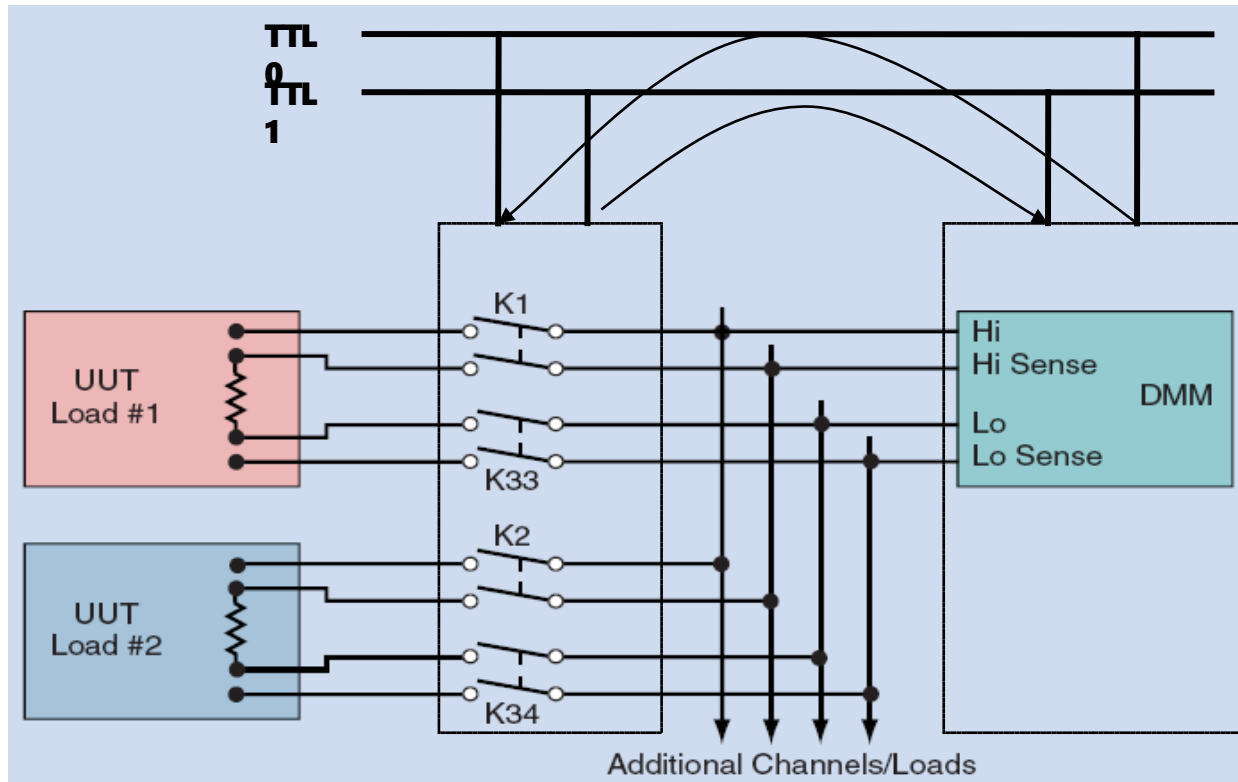 TTL
0
TTL
1
K1
UUT
Load #1
Hi
Hi Sense
DMM
Lo
Lo Sense
K33
K2
UUT
Load #2
K34
Additional Channels/Loads